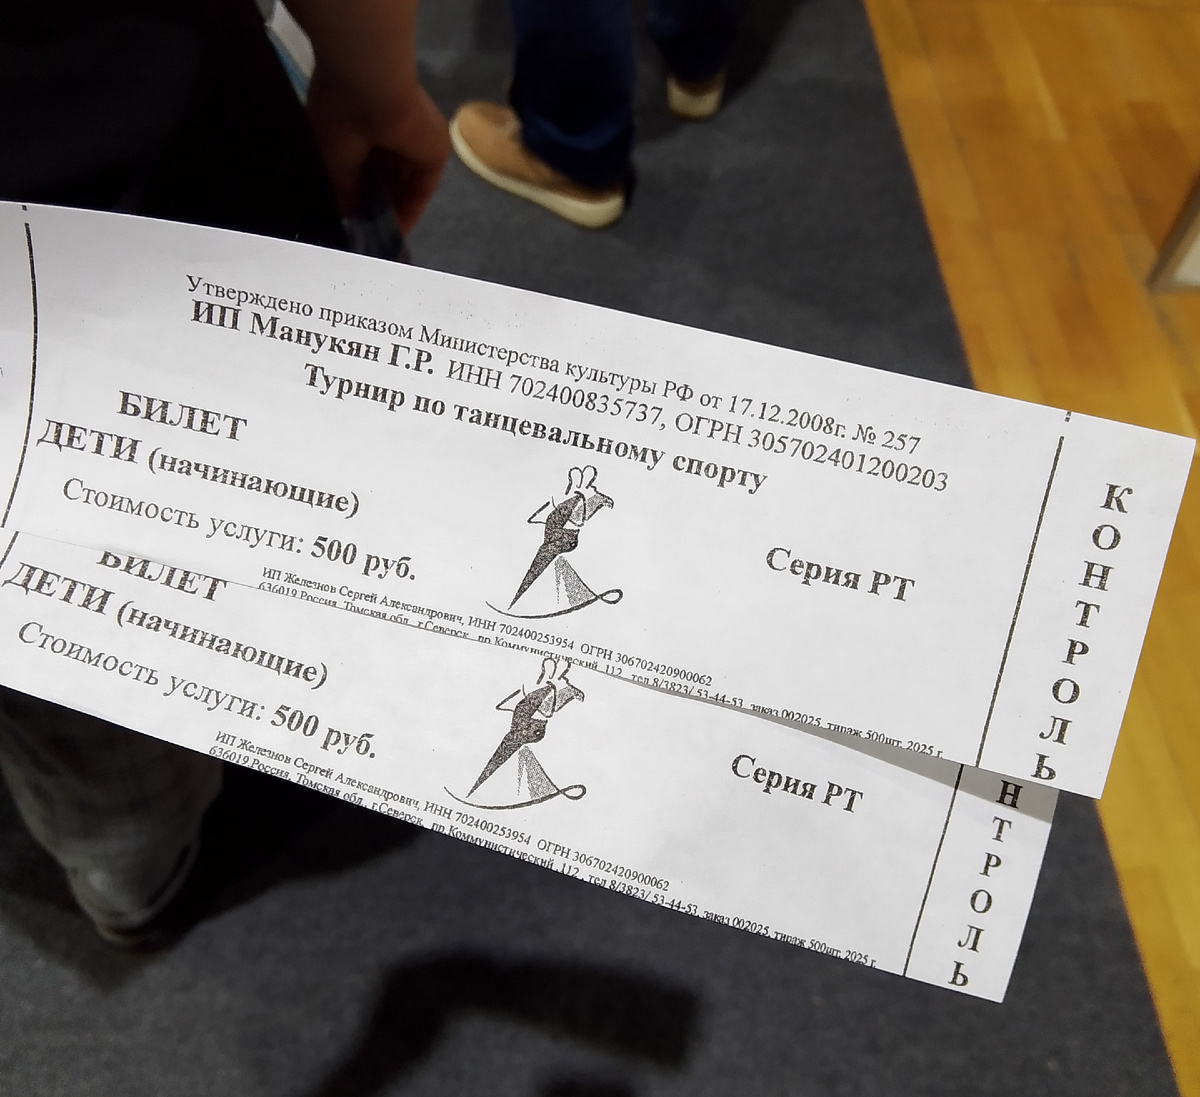 Утверждено приказом Министерства культуры РФ от 17.12.2008г. № 257
ИП Манукян Г.Р. ИНН 702400835737, ОГРН 305702401200203
Турнир по танцевальному спорту
БИЛЕТ
ДЕТИ (начинающие)
Стоимость услуги: 500 руб.
Серия РТ
ИП Железнов Сергей Александрович, ИНН 702400253954 ОГРН 306702420900062
636019 Россия, Томская обл., г.Северск, пр.Коммунистический, 112, тел.8/3823/ 53-44-53, заказ 002025, тираж 500шт. 2025 г.
КОНТРОЛЬ
БИЛЕТ
ДЕТИ (начинающие)
Стоимость услуги: 500 руб.
Серия РТ
ИП Железнов Сергей Александрович, ИНН 702400253954 ОГРН 306702420900062
636019 Россия, Томская обл., г.Северск, пр.Коммунистический, 112, тел.8/3823/ 53-44-53, заказ 002025, тираж 500шт. 2025 г.
НТРОЛЬ